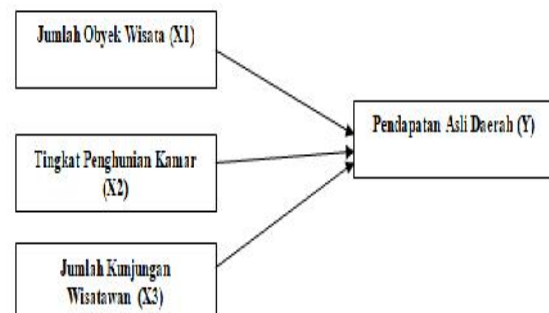 Jumlah Obyek Wisata (X1)
Pendapatan Asli Daerah (Y)
Tingkat Penghunian Kamar
(X2)
Jumlah Kunjungan
Wisatawan (X3)